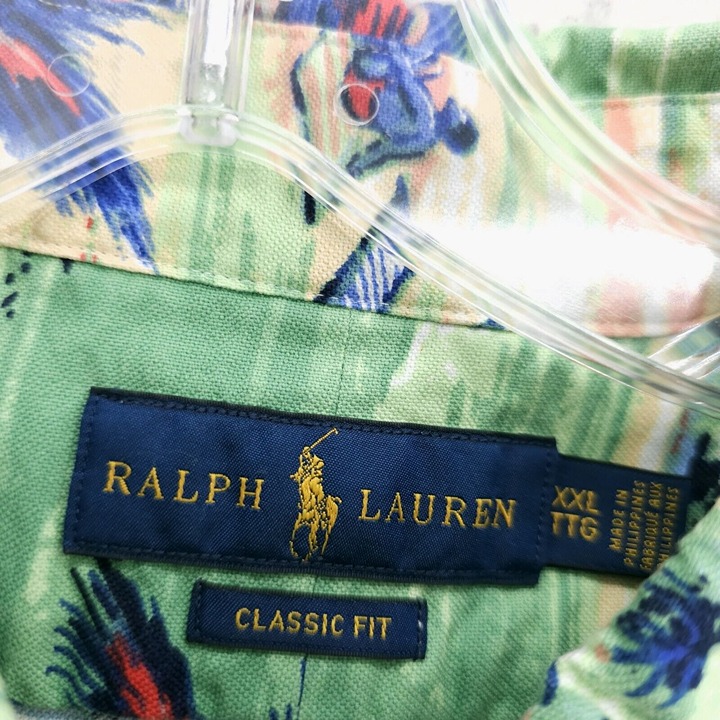 RALPH LAUREN
XXL
TTG
MADE IN
PHILIPPINES
FABRIQUÉ AUX
PHILIPPINES
CLASSIC FIT